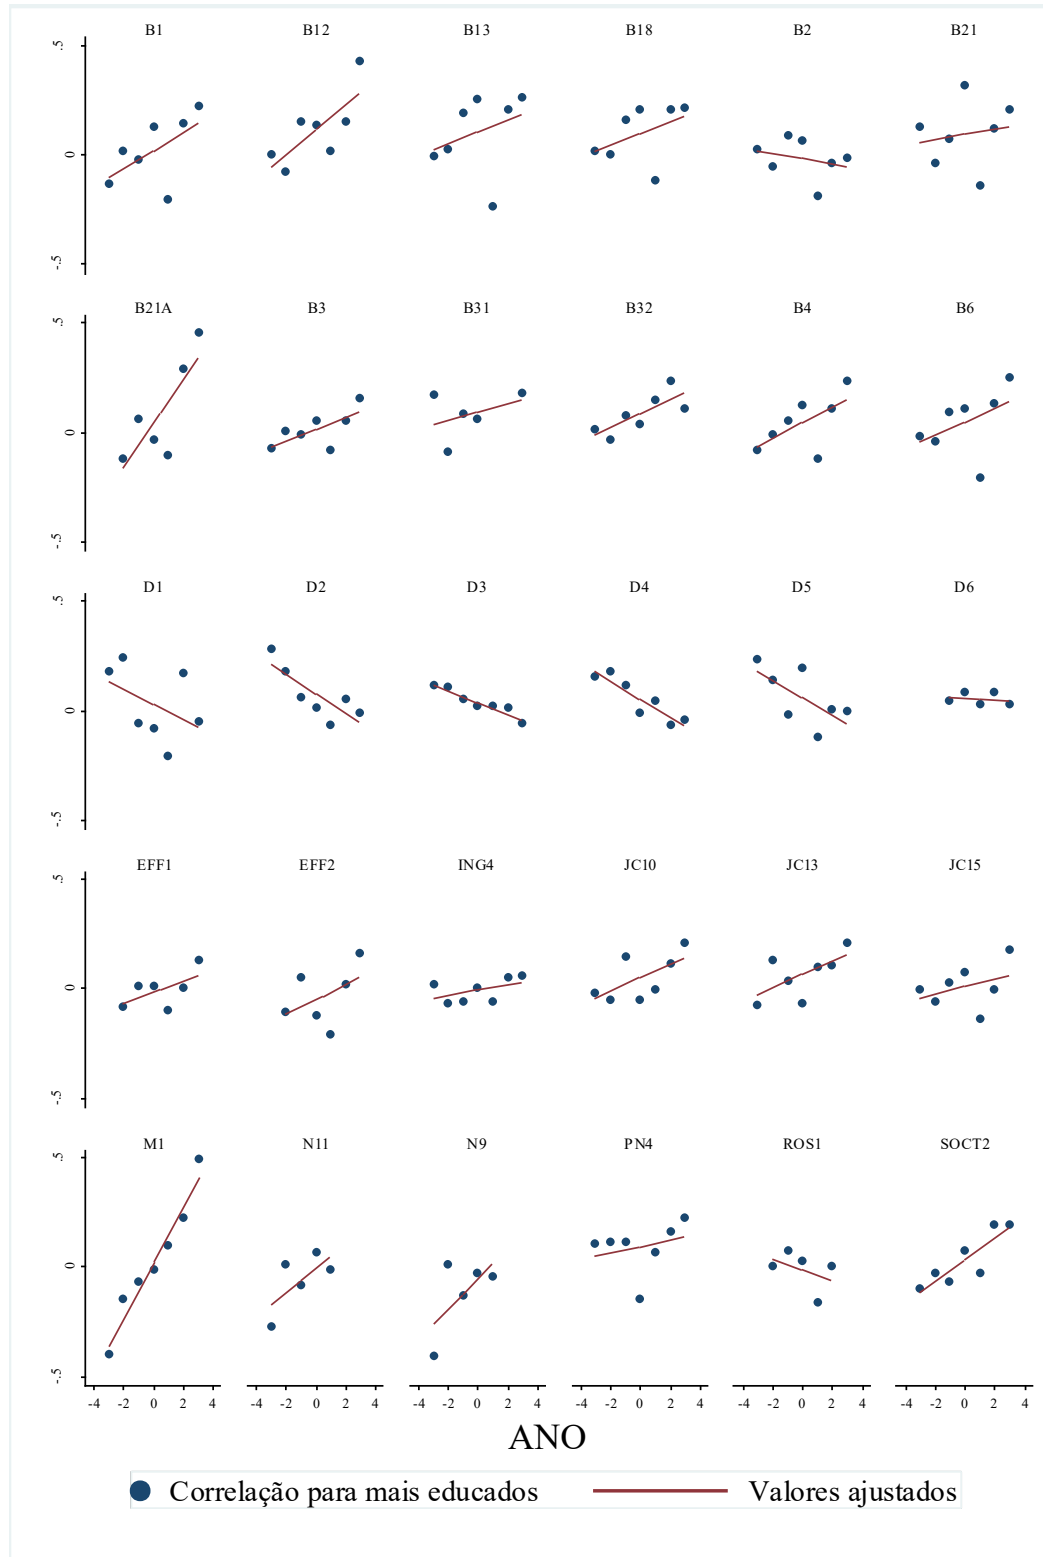 B1 B12 B13 B18 B2 B21
.5
0
-.5
B21A B3 B31 B32 B4 B6
.5
0
-.5
D1 D2 D3 D4 D5 D6
.5
0
-.5
EFF1 EFF2 ING4 JC10 JC13 JC15
.5
0
-.5
M1 N11 N9 PN4 ROS1 SOCT2
.5
0
-.5
-4 -2 0 2 4 -4 -2 0 2 4 -4 -2 0 2 4 -4 -2 0 2 4 -4 -2 0 2 4 -4 -2 0 2 4
ANO
Correlação para mais educados Valores ajustados